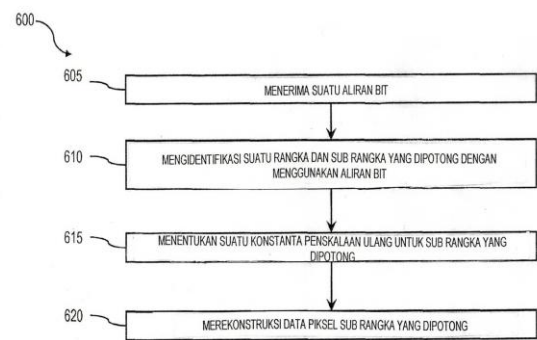 600
605
MENERIMA SUATU ALIRAN BIT
610
MENGIDENTIFIKASI SUATU RANGKA DAN SUB RANGKA YANG DIPOTONG DENGAN
MENGGUNAKAN ALIRAN BIT
615
MENENTUKAN SUATU KONSTANTA PENSKALAAN ULANG UNTUK SUB RANGKA YANG
DIPOTONG
620
MEREKONSTRUKSI DATA PIKSEL SUB RANGKA YANG DIPOTONG